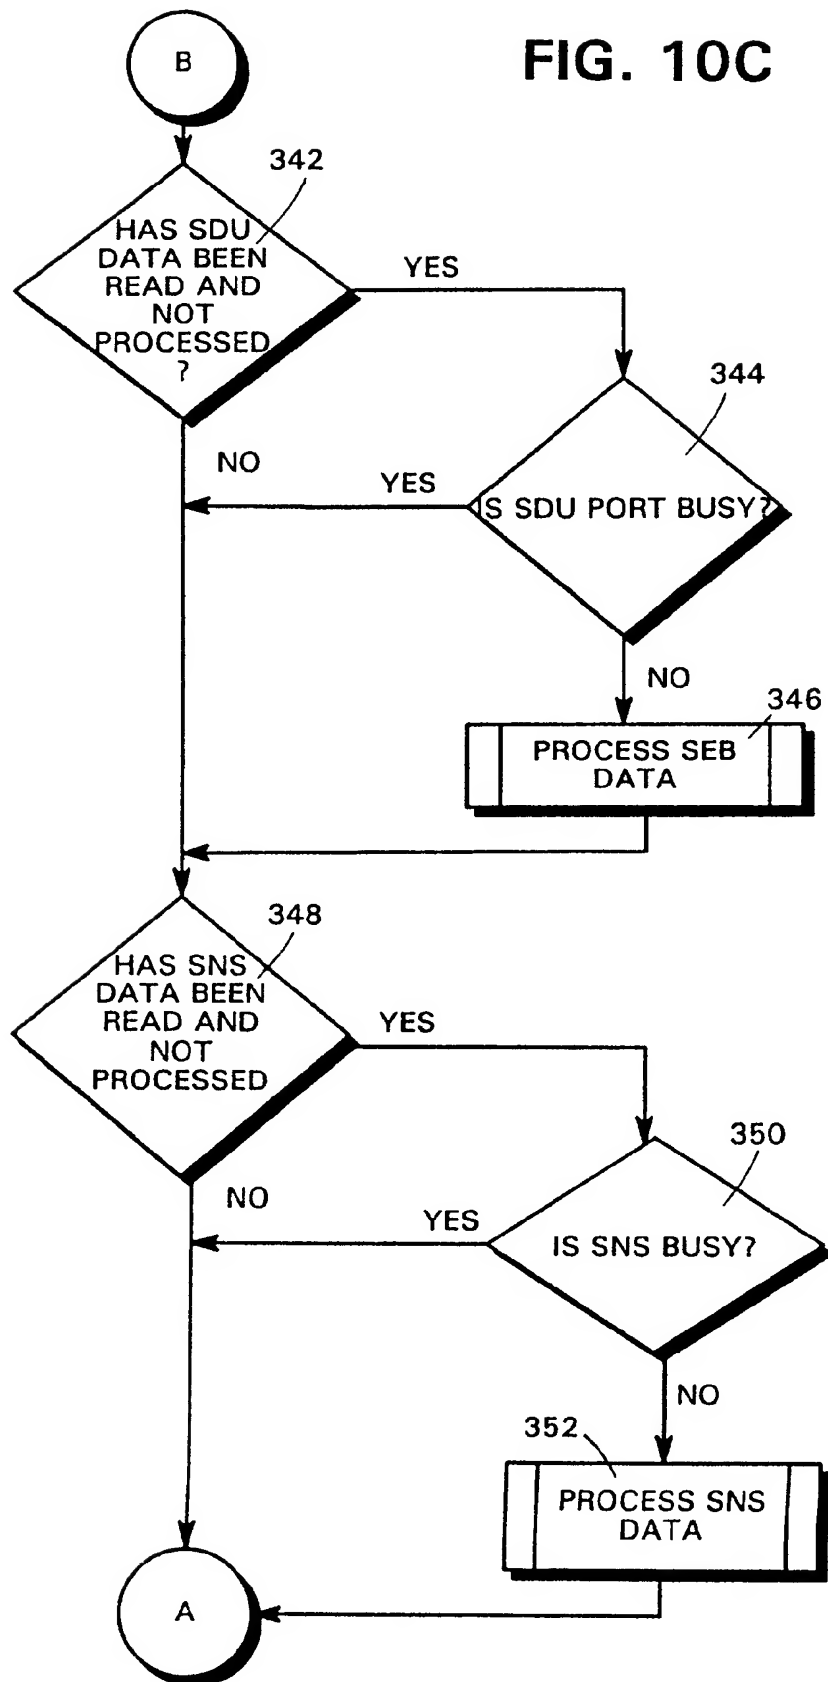 B
FIG. 10C
342
HAS SDU
DATA BEEN
READ AND
NOT
PROCESSED
?
YES
344
NO
YES
IS SDU PORT BUSY?
NO
346
PROCESS SEB
DATA
348
HAS SNS
DATA BEEN
READ AND
NOT
PROCESSED
YES
350
NO
YES
IS SNS BUSY?
NO
352
PROCESS SNS
DATA
A